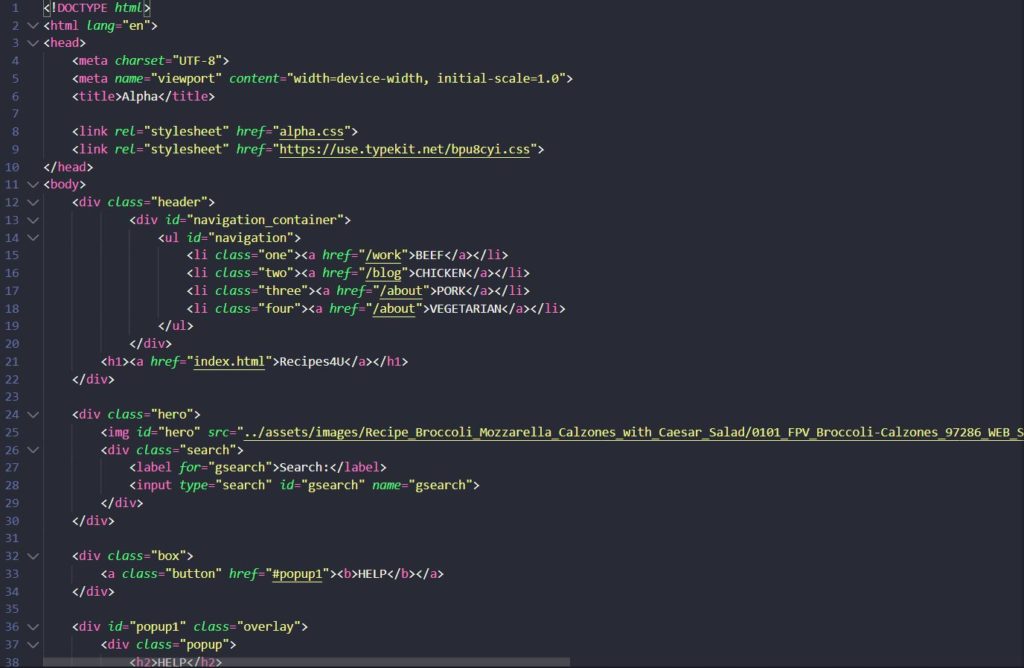 1 <!DOCTYPE html>
2 <html lang="en">
3 <head>
4 <meta charset="UTF-8">
5 <meta name="viewport" content="width=device-width, initial-scale=1.0">
6 <title>Alpha</title>
7
8 <link rel="stylesheet" href="alpha.css">
9 <link rel="stylesheet" href="https://use.typekit.net/bpu8cyi.css">
10 </head>
11 <body>
12 <div class="header">
13 <div id="navigation_container">
14 <ul id="navigation">
15 <li class="one"><a href="/work">BEEF</a></li>
16 <li class="two"><a href="/blog">CHICKEN</a></li>
17 <li class="three"><a href="/about">PORK</a></li>
18 <li class="four"><a href="/about">VEGETARIAN</a></li>
19 </ul>
20 </div>
21 <h1><a href="index.html">Recipes4U</a></h1>
22 </div>
23
24 <div class="hero">
25 <img id="hero" src="../assets/images/Recipe_Broccoli_Mozzarella_Calzones_with_Caesar_Salad/0101_FPV_Broccoli-Calzones_97286_WEB_S
26 <div class="search">
27 <label for="gsearch">Search:</label>
28 <input type="search" id="gsearch" name="gsearch">
29 </div>
30 </div>
31
32 <div class="box">
33 <a class="button" href="#popup1"><b>HELP</b></a>
34 </div>
35
36 <div id="popup1" class="overlay">
37 <div class="popup">
38 <h2>HELP</h2>